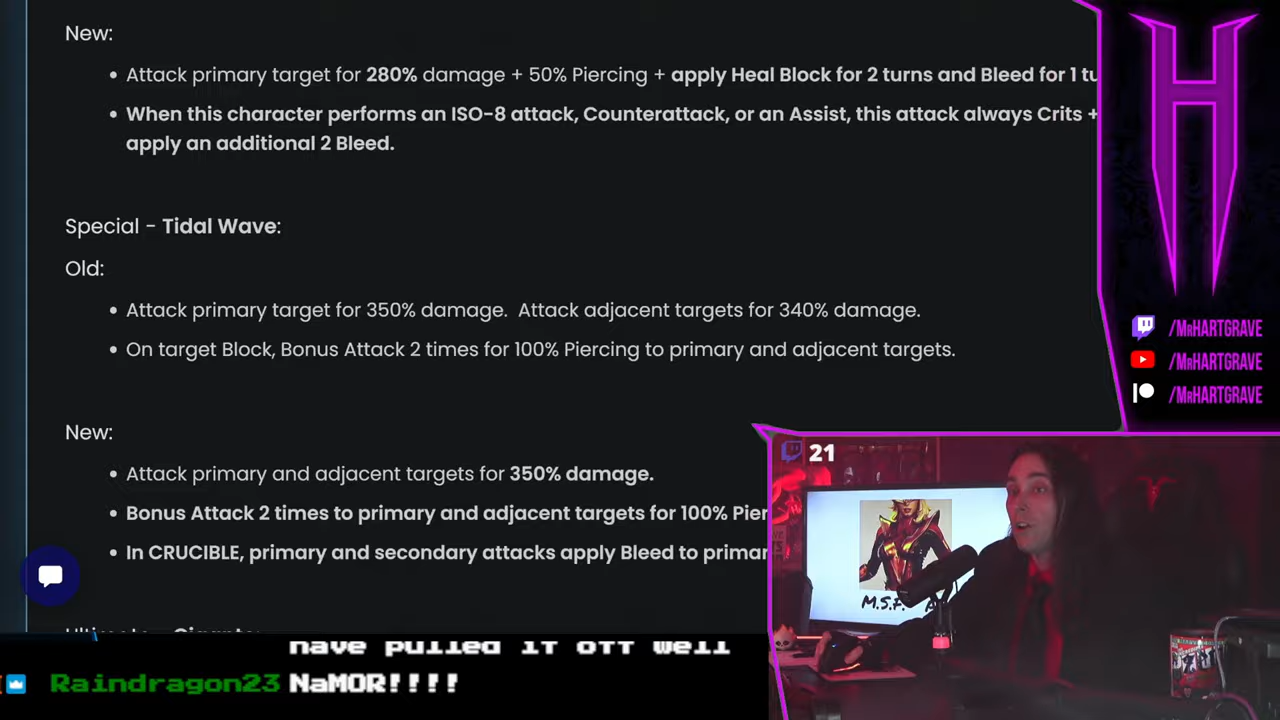 New:
Attack primary target for 280% damage + 50% Piercing + apply Heal Block for 2 turns and Bleed for 1
When this character performs an ISO-8 attack, Counterattack, or an Assist, this attack always Crits +
apply an additional 2 Bleed.
Special - Tidal Wave:
Old:
Attack primary target for 350% damage. Attack adjacent targets for 340% damage.
On target Block, Bonus Attack 2 times for 100% Piercing to primary and adjacent targets.
New:
Attack primary and adjacent targets for 350% damage.
Bonus Attack 2 times to primary and adjacent targets for 100%
In CRUCIBLE, primary and secondary attacks apply Bleed to
/MrHARTGRAVE
/MrHARTGRAVE
/MrHARTGRAVE
21
M.S.F.
have pulled it off well
Raindragon23 NaMOR!!!!